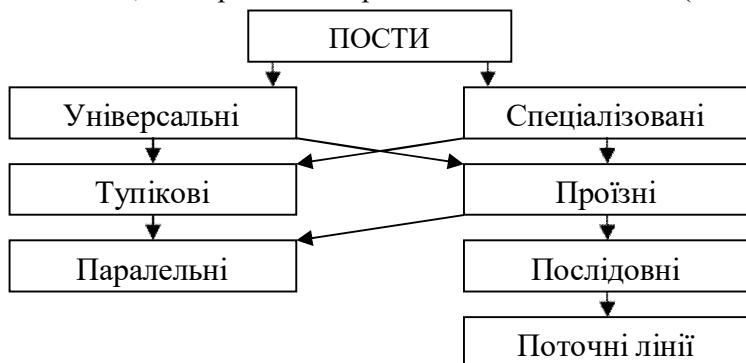 ПОСТИ
Універсальні Спеціалізовані
Тупікові Проїзні
Паралельні Послідовні
Поточні лінії